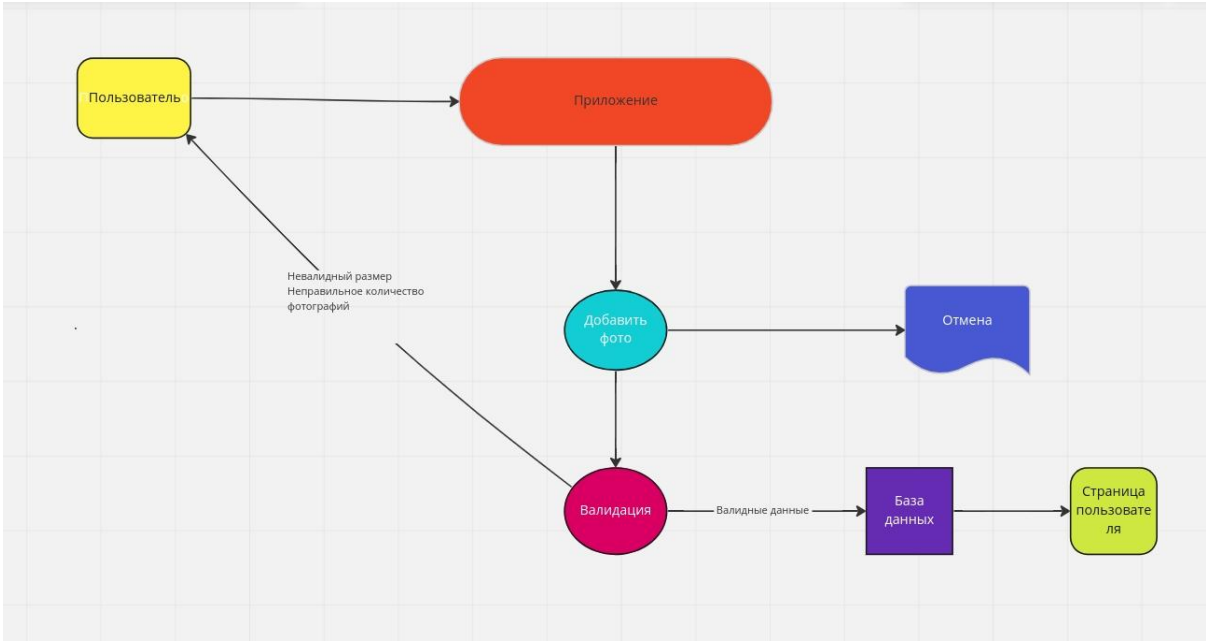 Пользователь
Приложение
Невалидный размер
Неправильное количество
фотографий
Добавить
фото
Отмена
Валидация
Валидные данные
База
данных
Страница
пользовате
ля